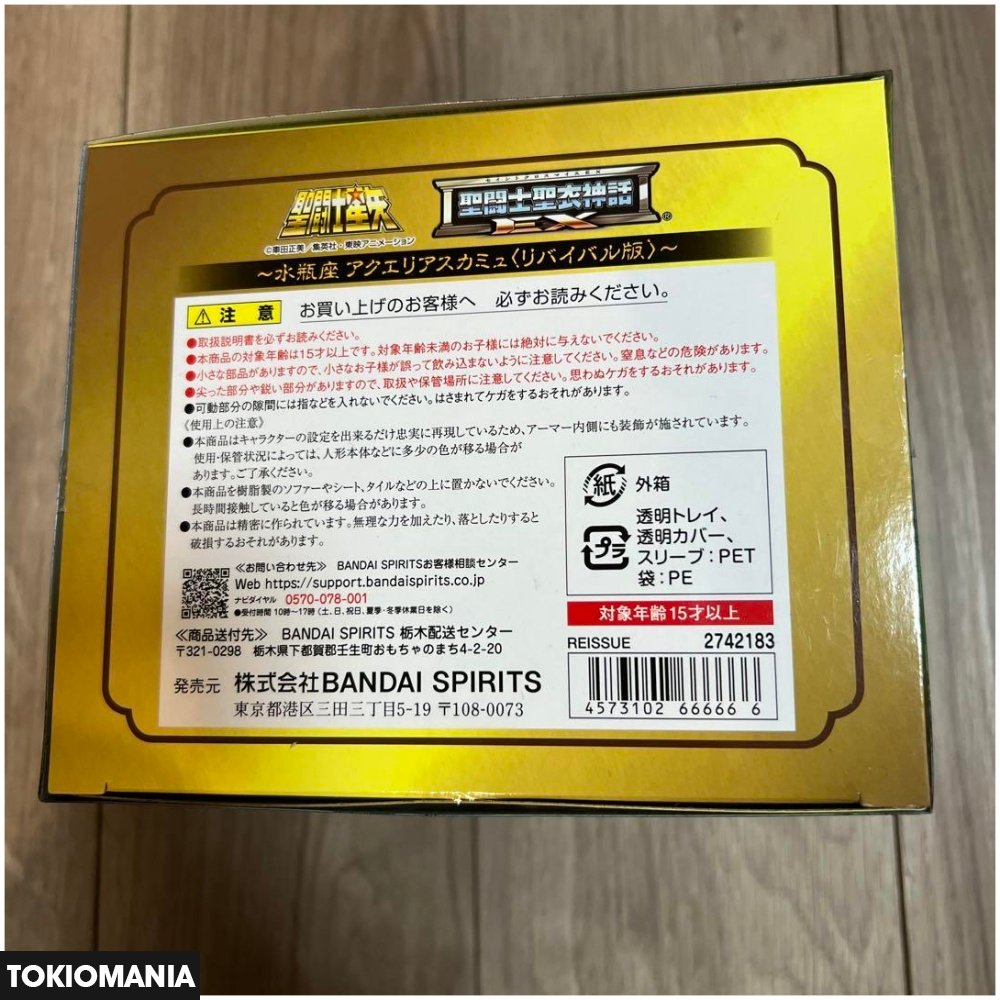 聖闘士星矢
セイントクロスマイスEX
聖闘士聖衣神話
EX ®
©車田正美／集英社・東映アニメーション
〜水瓶座 アクエリアスカミュ〈リバイバル版〉〜
⚠注 意 お買い上げのお客様へ 必ずお読みください。
●取扱説明書を必ずお読みください。
●本商品の対象年齢は15才以上です。対象年齢未満のお子様には絶対に与えないでください。
●小さな部品がありますので、小さなお子様が誤って飲み込まないように注意してください。窒息などの危険があります。
●尖った部分や鋭い部分がありますので、取扱や保管場所に注意してください。思わぬケガをするおそれがあります。
●可動部分の隙間には指などを入れないでください。はさまれてケガをするおそれがあります。
《使用上の注意》
●本商品はキャラクターの設定を出来るだけ忠実に再現しているため、アーマー内側にも装飾が施されています。
使用・保管状況によっては、人形本体などに多少の色が移る場合が
あります。ご了承ください。
●本商品を樹脂製のソファーやシート、タイルなどの上に置かないでください。
長時間接触していると色が移る場合があります。
●本商品は精密に作られています。無理な力を加えたり、落としたりすると
破損するおそれがあります。
紙 外箱
プラ 透明トレイ、
透明カバー、
スリーブ：PET
袋：PE
≪お問い合わせ先≫ BANDAI SPIRITSお客様相談センター
Web https://support.bandaispirits.co.jp
ナビダイヤル 0570-078-001
●受付時間 10時〜17時（土、日、祝日、夏季・冬季休業日を除く）
≪商品送付先≫ BANDAI SPIRITS 栃木配送センター
〒321-0298 栃木県下都賀郡壬生町おもちゃのまち4-2-20
発売元 株式会社BANDAI SPIRITS
東京都港区三田三丁目5-19 〒108-0073
対象年齢15才以上
REISSUE 2742183
4573102 66666 6
TOKIOMANIA